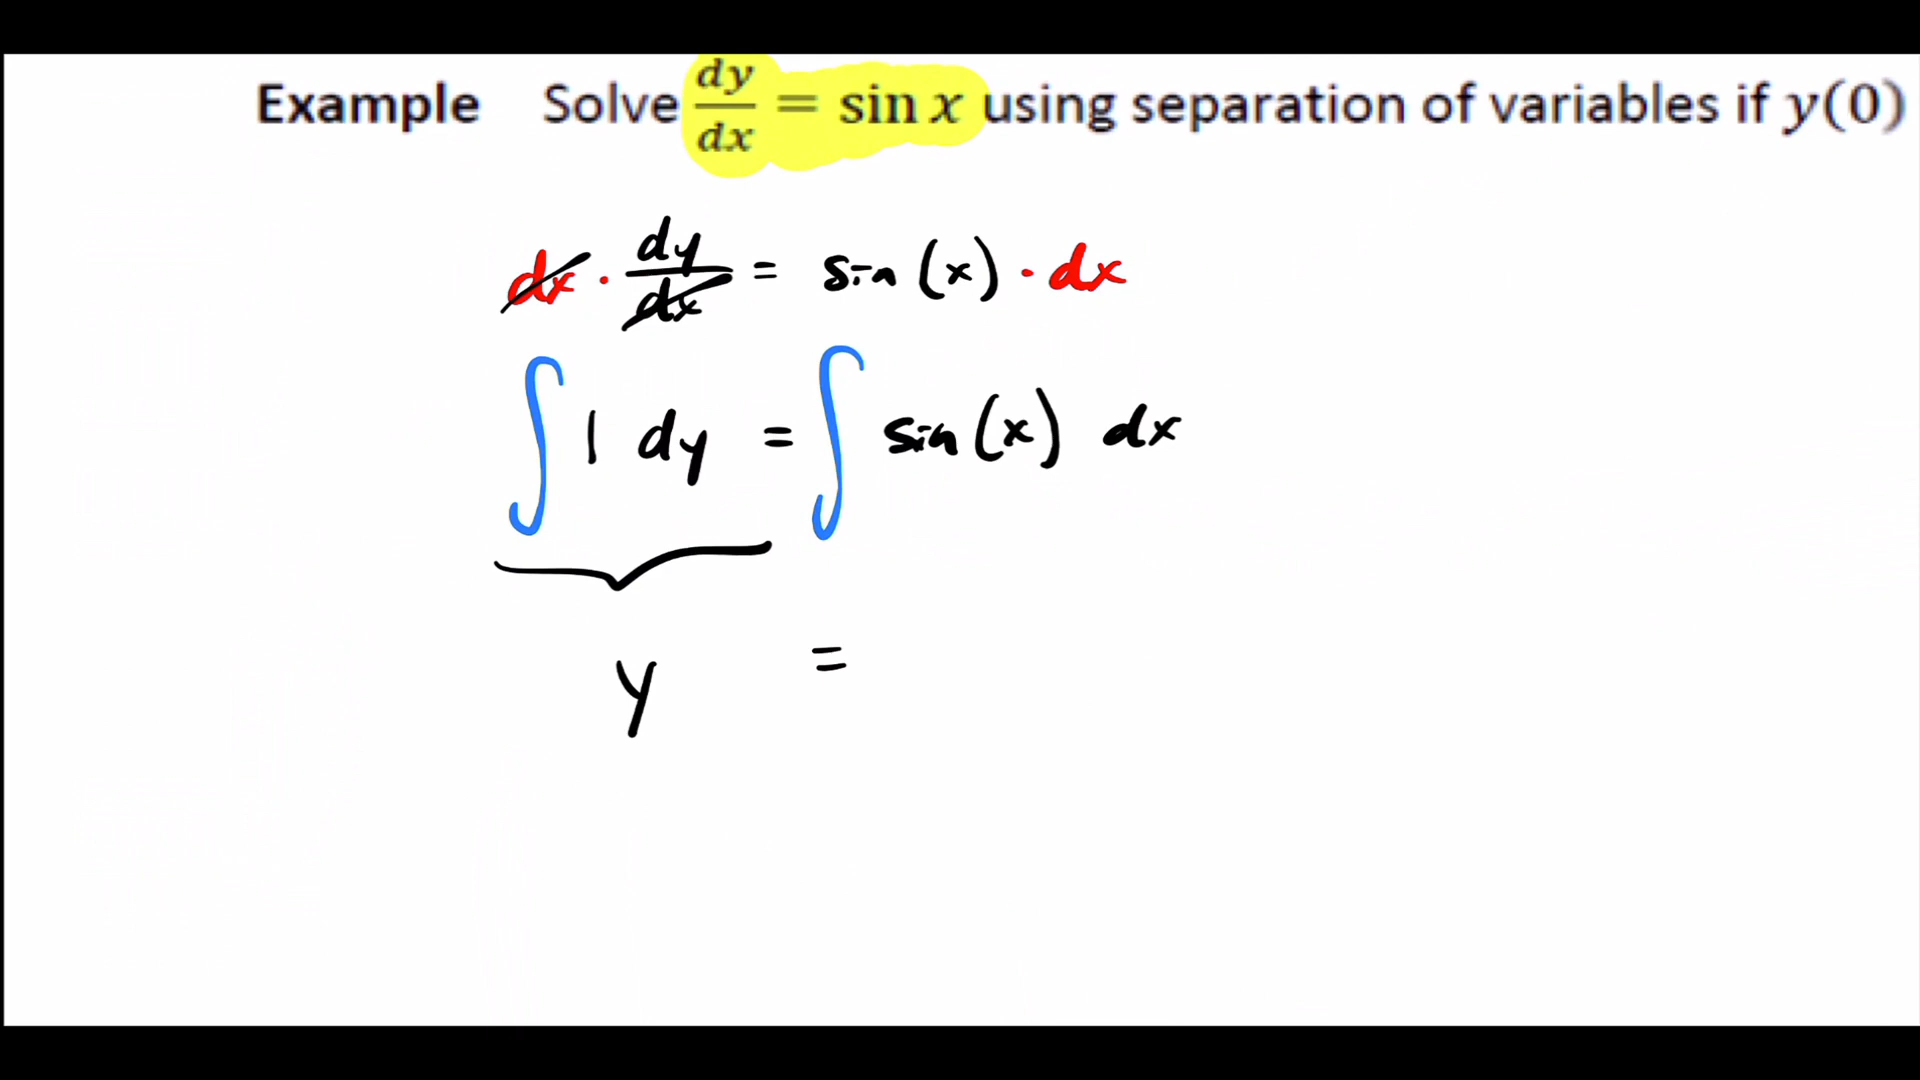 Example Solve dy/dx = sin x using separation of variables if y(0)
dx · dy/dx = sin(x) · dx
∫ 1 dy = ∫ sin(x) dx
y =